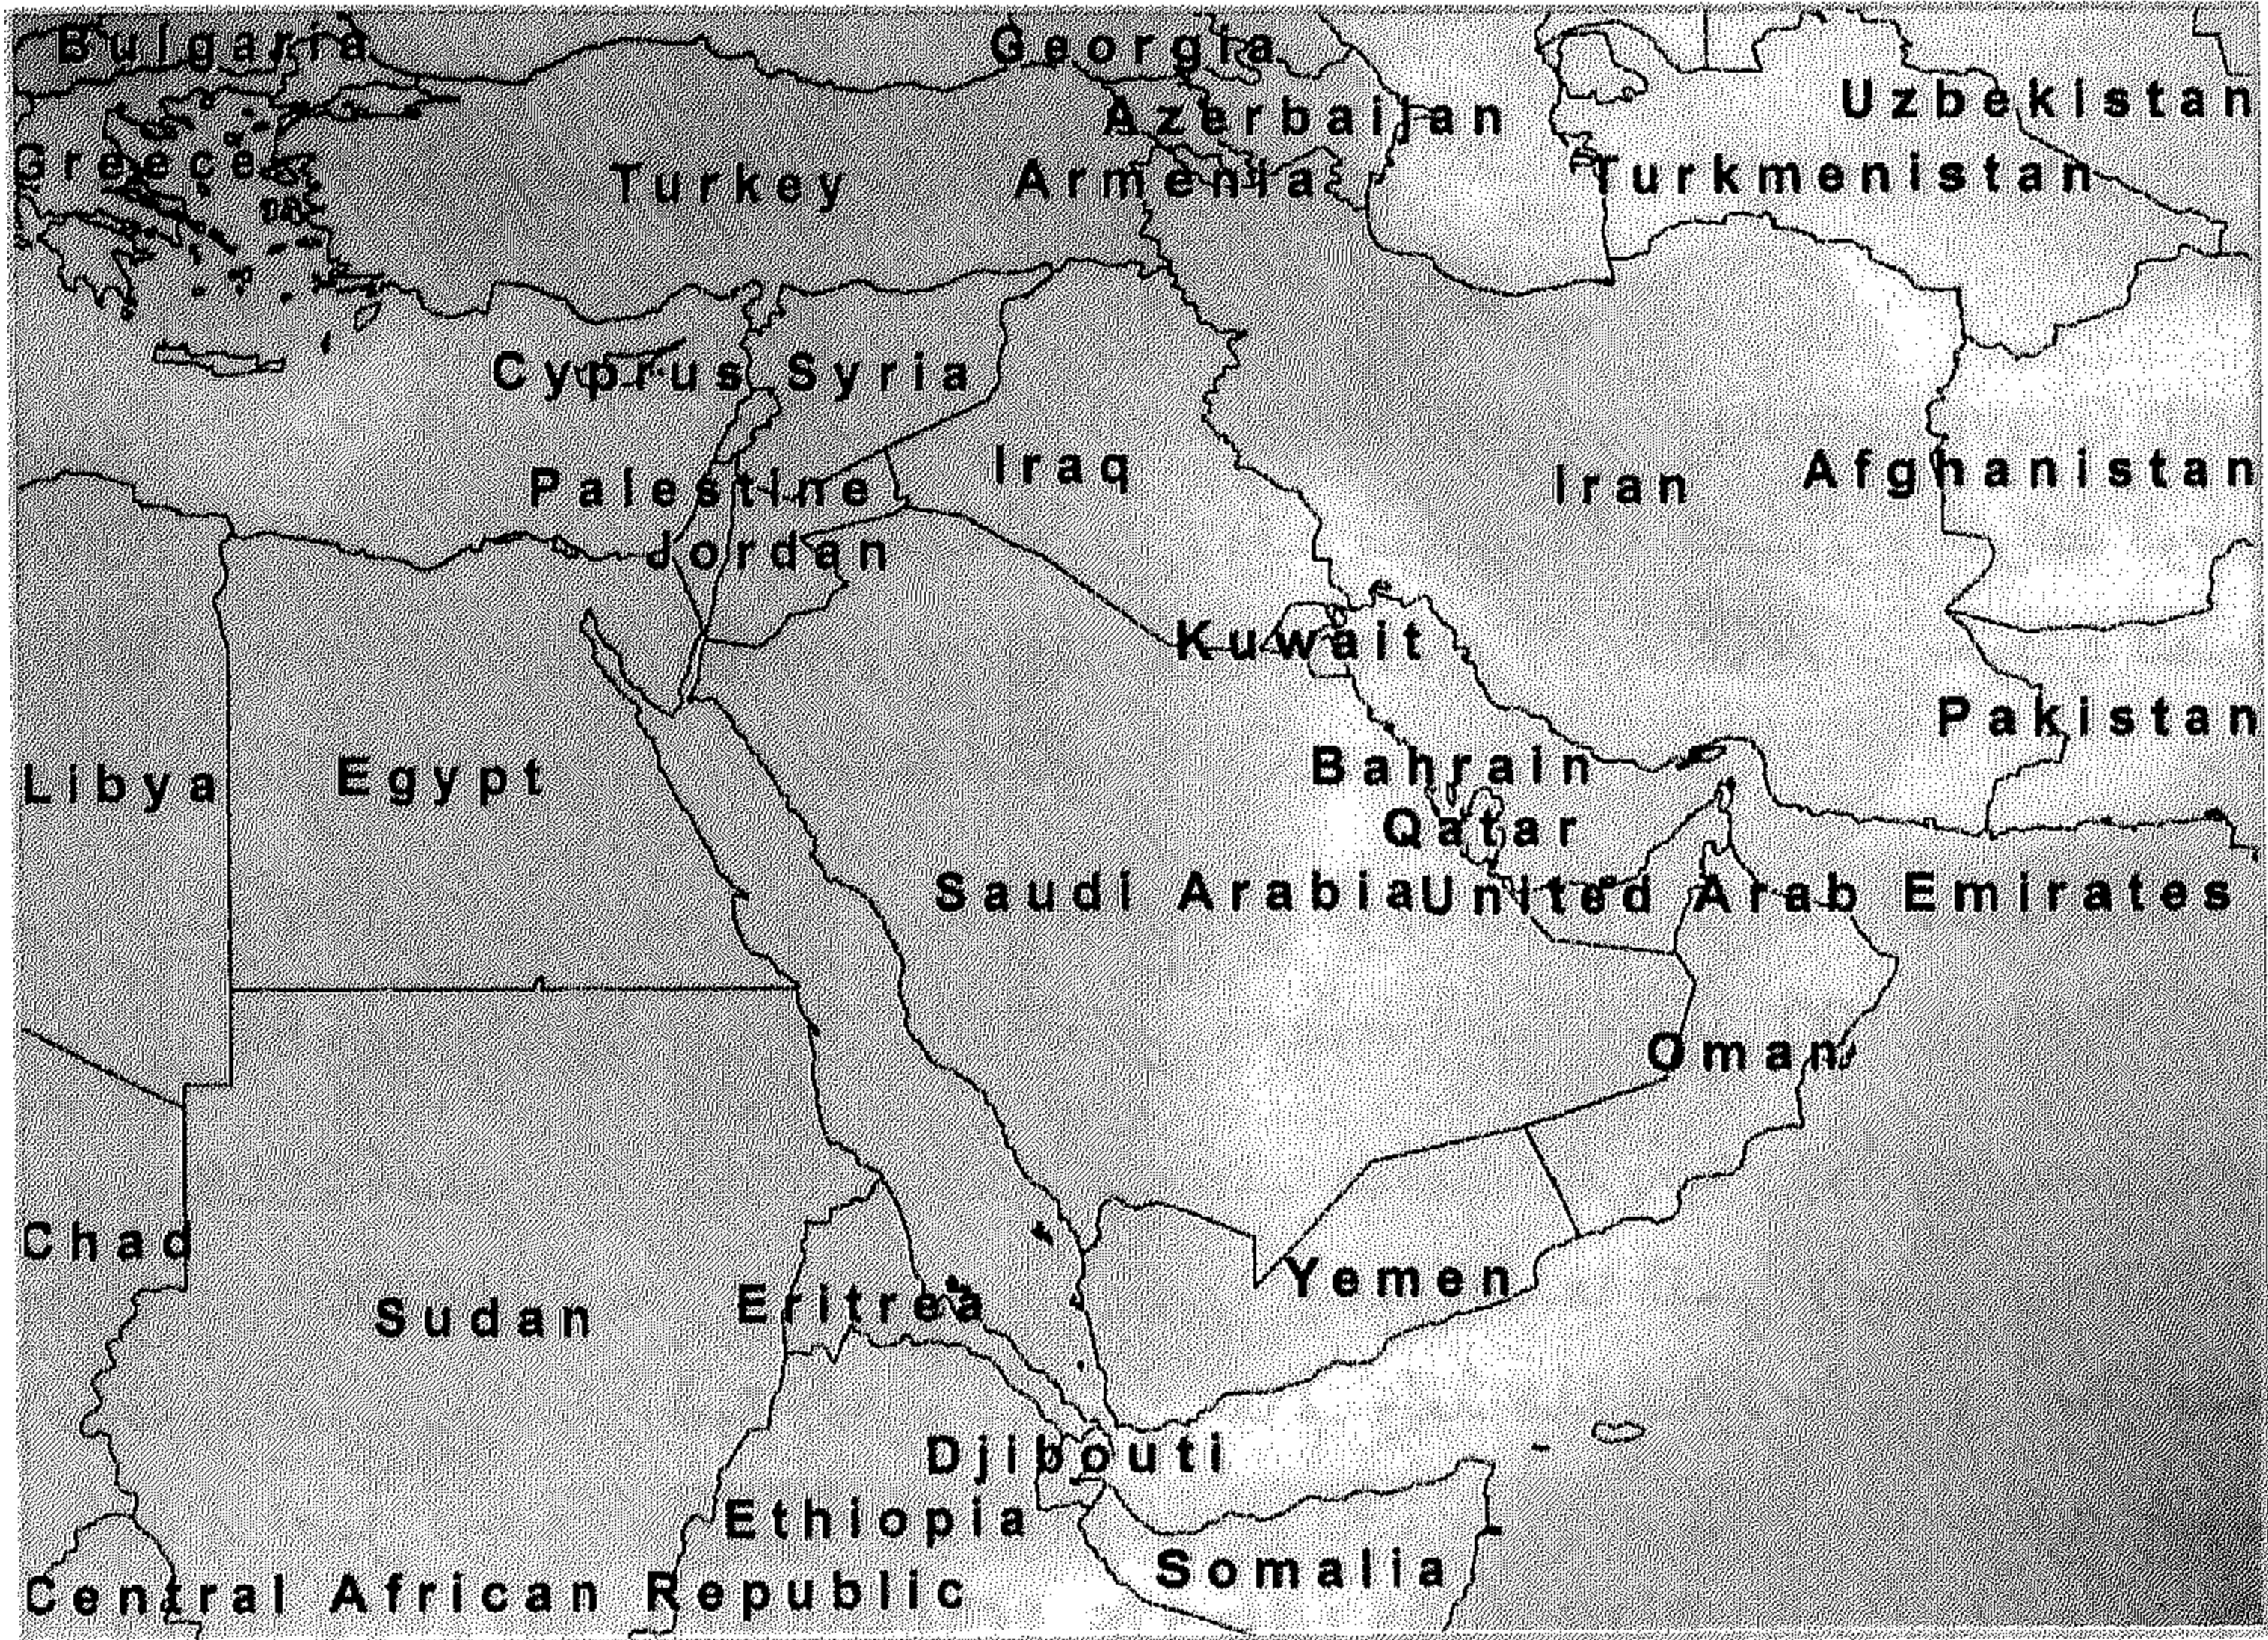 Bulgaria
Georgia
Uzbekistan
Azerbaijan
Greece
Turkey
Armenia
Turkmenistan
Cyprus
Syria
Palestine
Iraq
Iran
Afghanistan
Jordan
Kuwait
Pakistan
Libya
Egypt
Bahrain
Qatar
Saudi Arabia
United Arab Emirates
Oman
Chad
Sudan
Eritrea
Yemen
Djibouti
Ethiopia
Somalia
Central African Republic